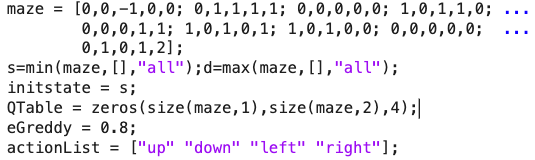 maze = [0,0,-1,0,0; 0,1,1,1,1; 0,0,0,0,0; 1,0,1,1,0; ...
0,0,0,1,1; 1,0,1,0,1; 1,0,1,0,0; 0,0,0,0,0; ...
0,1,0,1,2];
s=min(maze,[],"all");d=max(maze,[],"all");
initstate = s;
QTable = zeros(size(maze,1),size(maze,2),4);
eGreddy = 0.8;
actionList = ["up" "down" "left" "right"];